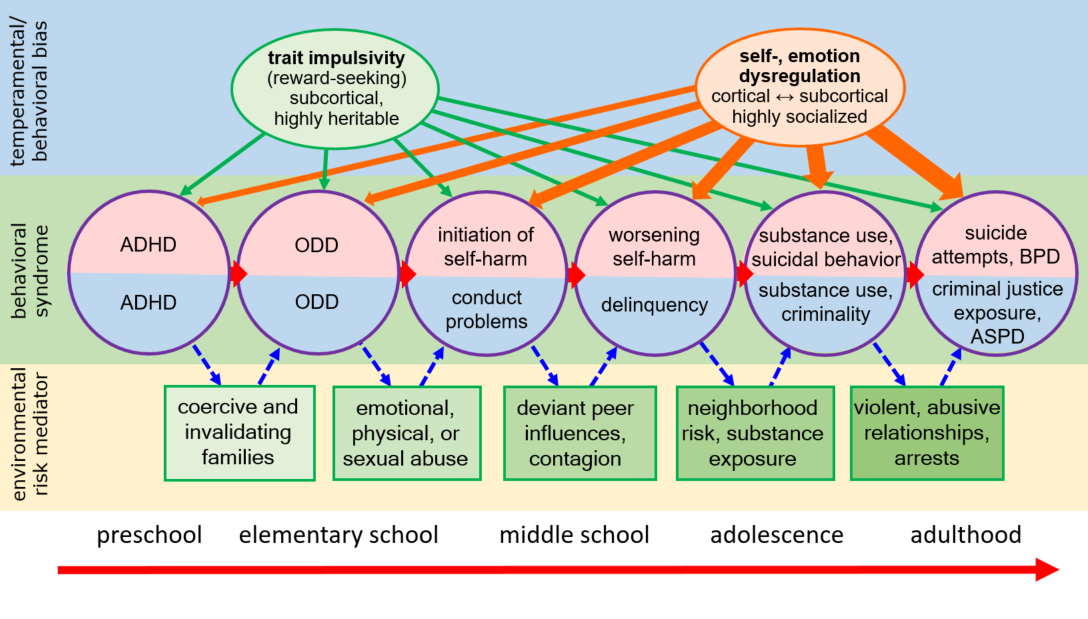 temperamental/
behavioral bias
trait impulsivity
(reward-seeking)
subcortical,
highly heritable
self-, emotion
dysregulation
cortical ↔ subcortical
highly socialized
behavioral
syndrome
ADHD
ADHD
ODD
ODD
initiation of
self-harm
conduct
problems
worsening
self-harm
delinquency
substance use,
suicidal behavior
substance use,
criminality
suicide
attempts, BPD
criminal justice
exposure,
ASPD
environmental
risk mediator
coercive and
invalidating
families
emotional,
physical, or
sexual abuse
deviant peer
influences,
contagion
neighborhood
risk, substance
exposure
violent, abusive
relationships,
arrests
preschool
elementary school
middle school
adolescence
adulthood